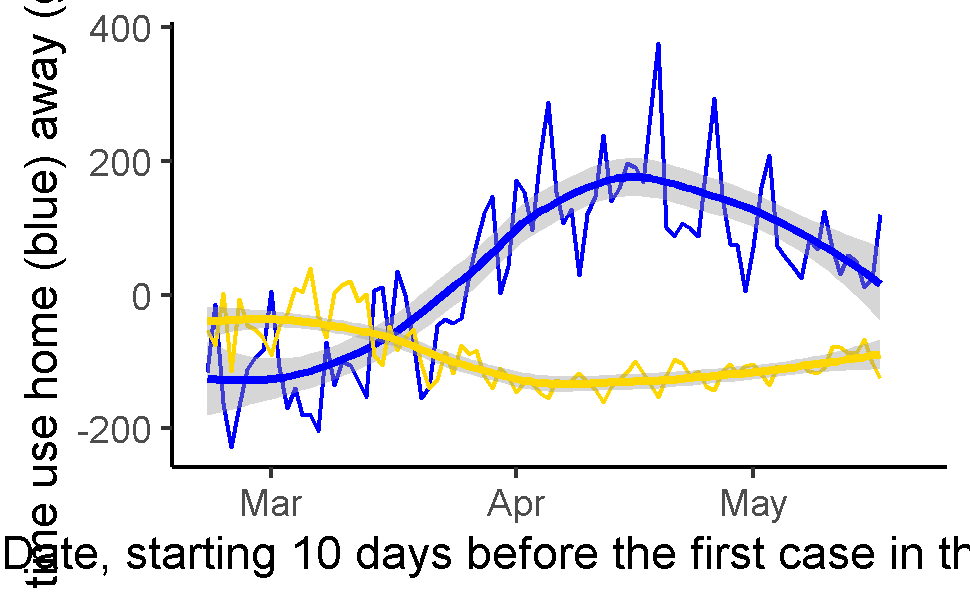 400
200
0
-200
time use home (blue) away (
Mar Apr May
Date, starting 10 days before the first case in th